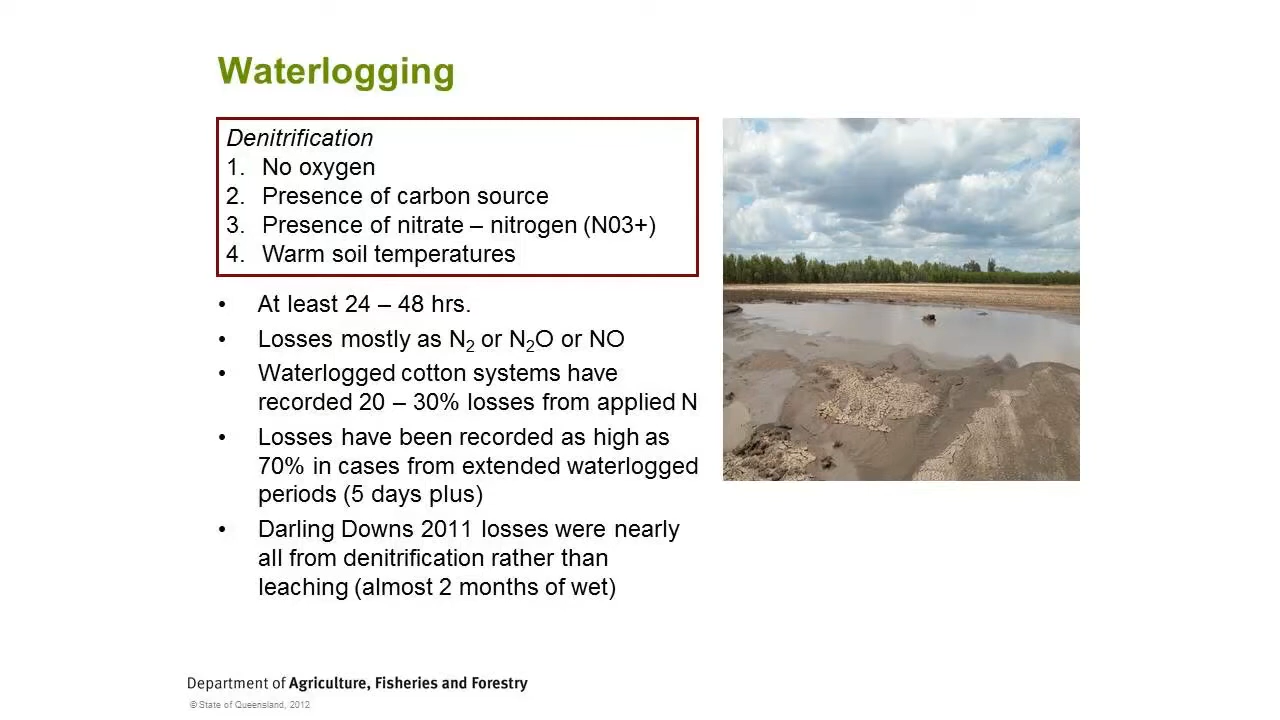 Waterlogging
Denitrification
1. No oxygen
2. Presence of carbon source
3. Presence of nitrate – nitrogen (N03+)
4. Warm soil temperatures
• At least 24 – 48 hrs.
• Losses mostly as N₂ or N₂O or NO
• Waterlogged cotton systems have
recorded 20 – 30% losses from applied N
• Losses have been recorded as high as
70% in cases from extended waterlogged
periods (5 days plus)
• Darling Downs 2011 losses were nearly
all from denitrification rather than
leaching (almost 2 months of wet)
Department of Agriculture, Fisheries and Forestry
© State of Queensland, 2012